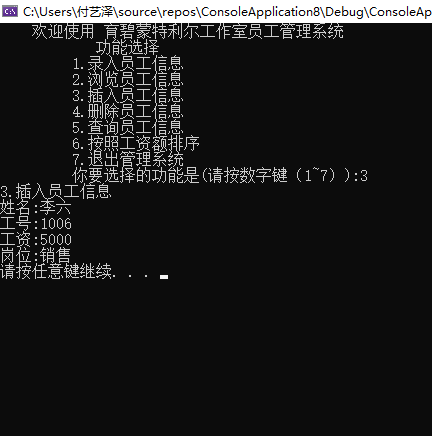 C:\Users\付艺泽\source\repos\ConsoleApplication8\Debug\ConsoleAp
欢迎使用 育碧蒙特利尔工作室员工管理系统
功能选择
1.录入员工信息
2.浏览员工信息
3.插入员工信息
4.删除员工信息
5.查询员工信息
6.按照工资额排序
7.退出管理系统
你要选择的功能是(请按数字键（1~7）):3
3.插入员工信息
姓名:李六
工号:1006
工资:5000
岗位:销售
请按任意键继续. . .